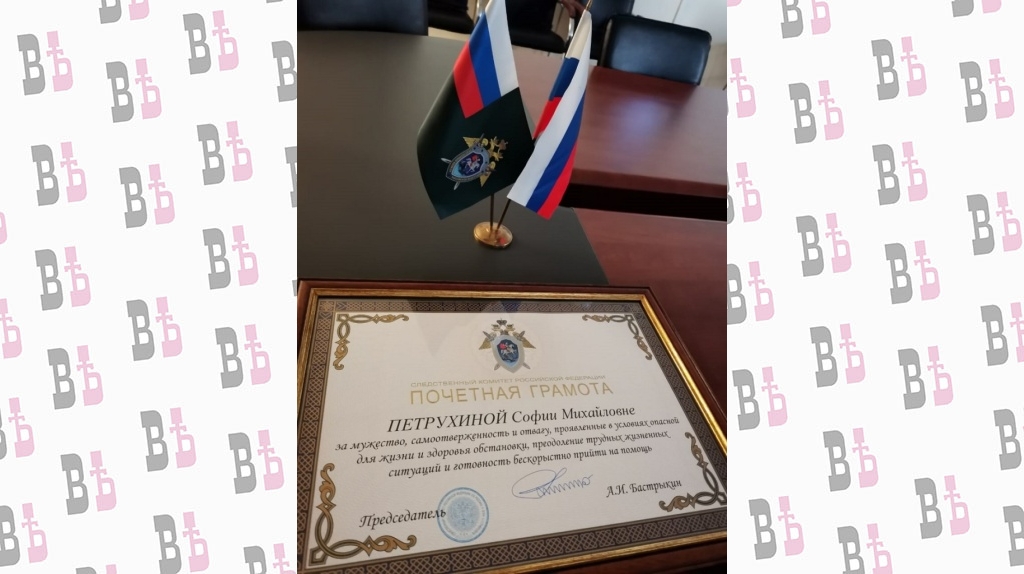 СЛЕДСТВЕННЫЙ КОМИТЕТ РОССИЙСКОЙ ФЕДЕРАЦИИ
ПОЧЕТНАЯ ГРАМОТА
ПЕТРУХИНОЙ Софии Михайловне
за мужество, самоотверженность и отвагу, проявленные в условиях опасной
для жизни и здоровья обстановки, преодоление трудных жизненных
ситуаций и готовность бескорыстно прийти на помощь
Председатель
А.И. Бастрыкин